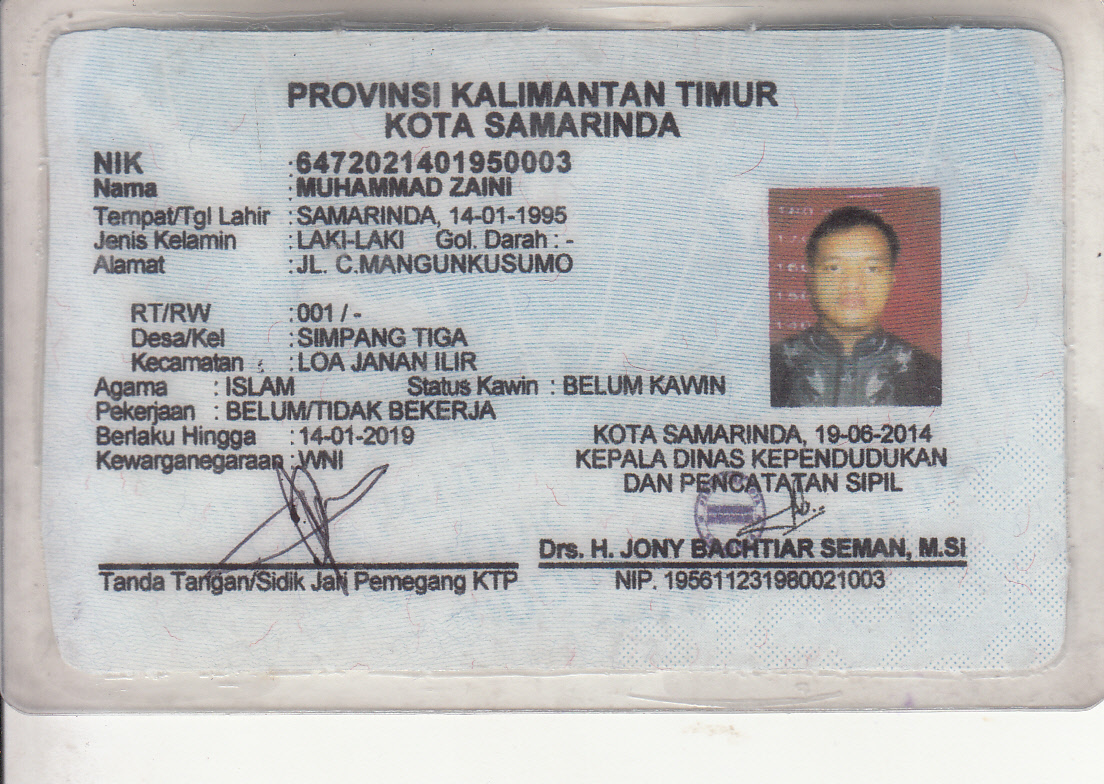 PROVINSI KALIMANTAN TIMUR
KOTA SAMARINDA
NIK : 6472021401950003
Nama : MUHAMMAD ZAINI
Tempat/Tgl Lahir : SAMARINDA, 14-01-1995
Jenis Kelamin : LAKI-LAKI Gol. Darah : -
Alamat : JL. C.MANGUNKUSUMO
RT/RW : 001 / -
Desa/Kel : SIMPANG TIGA
Kecamatan : LOA JANAN ILIR
Agama : ISLAM Status Kawin : BELUM KAWIN
Pekerjaan : BELUM/TIDAK BEKERJA
Berlaku Hingga : 14-01-2019
Kewarganegaraan : WNI
KOTA SAMARINDA, 19-06-2014
KEPALA DINAS KEPENDUDUKAN
DAN PENCATATAN SIPIL
Drs. H. JONY BACHTIAR SEMAN, M.Si
NIP. 195611231980021003
Tanda Tangan/Sidik Jari Pemegang KTP